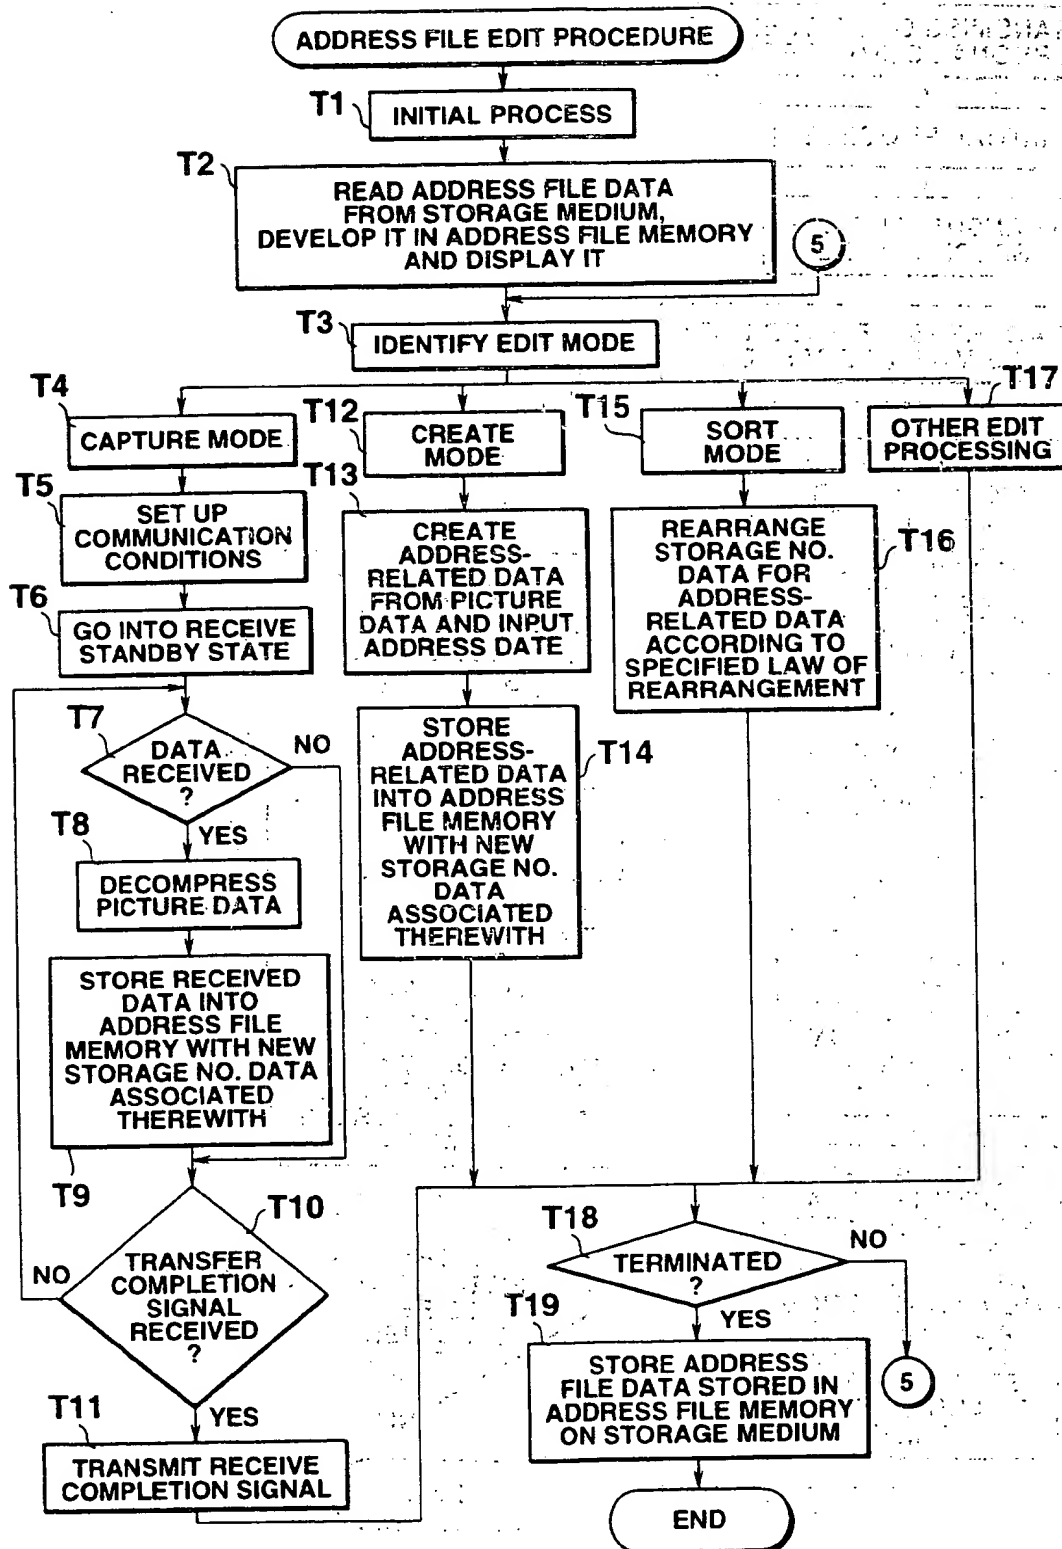 ADDRESS FILE EDIT PROCEDURE
T1
INITIAL PROCESS
T2
READ ADDRESS FILE DATA
FROM STORAGE MEDIUM,
DEVELOP IT IN ADDRESS FILE MEMORY
AND DISPLAY IT
5
T3
IDENTIFY EDIT MODE
T4
CAPTURE MODE
T5
SET UP
COMMUNICATION
CONDITIONS
T6
GO INTO RECEIVE
STANDBY STATE
T7
DATA
RECEIVED
?
NO
YES
T8
DECOMPRESS
PICTURE DATA
STORE RECEIVED
DATA INTO
ADDRESS FILE
MEMORY WITH NEW
STORAGE NO. DATA
ASSOCIATED
THEREWITH
T9
T10
TRANSFER
COMPLETION
SIGNAL
RECEIVED
?
NO
YES
T11
TRANSMIT RECEIVE
COMPLETION SIGNAL
T12
CREATE
MODE
T13
CREATE
ADDRESS-
RELATED DATA
FROM PICTURE
DATA AND INPUT
ADDRESS DATE
STORE
ADDRESS-
RELATED DATA
INTO ADDRESS
FILE MEMORY
WITH NEW
STORAGE NO.
DATA
ASSOCIATED
THEREWITH
T14
T15
SORT
MODE
REARRANGE
STORAGE NO.
DATA FOR
ADDRESS-
RELATED DATA
ACCORDING TO
SPECIFIED LAW OF
REARRANGEMENT
T16
T17
OTHER EDIT
PROCESSING
T18
TERMINATED
?
NO
YES
5
T19
STORE ADDRESS
FILE DATA STORED IN
ADDRESS FILE MEMORY
ON STORAGE MEDIUM
END